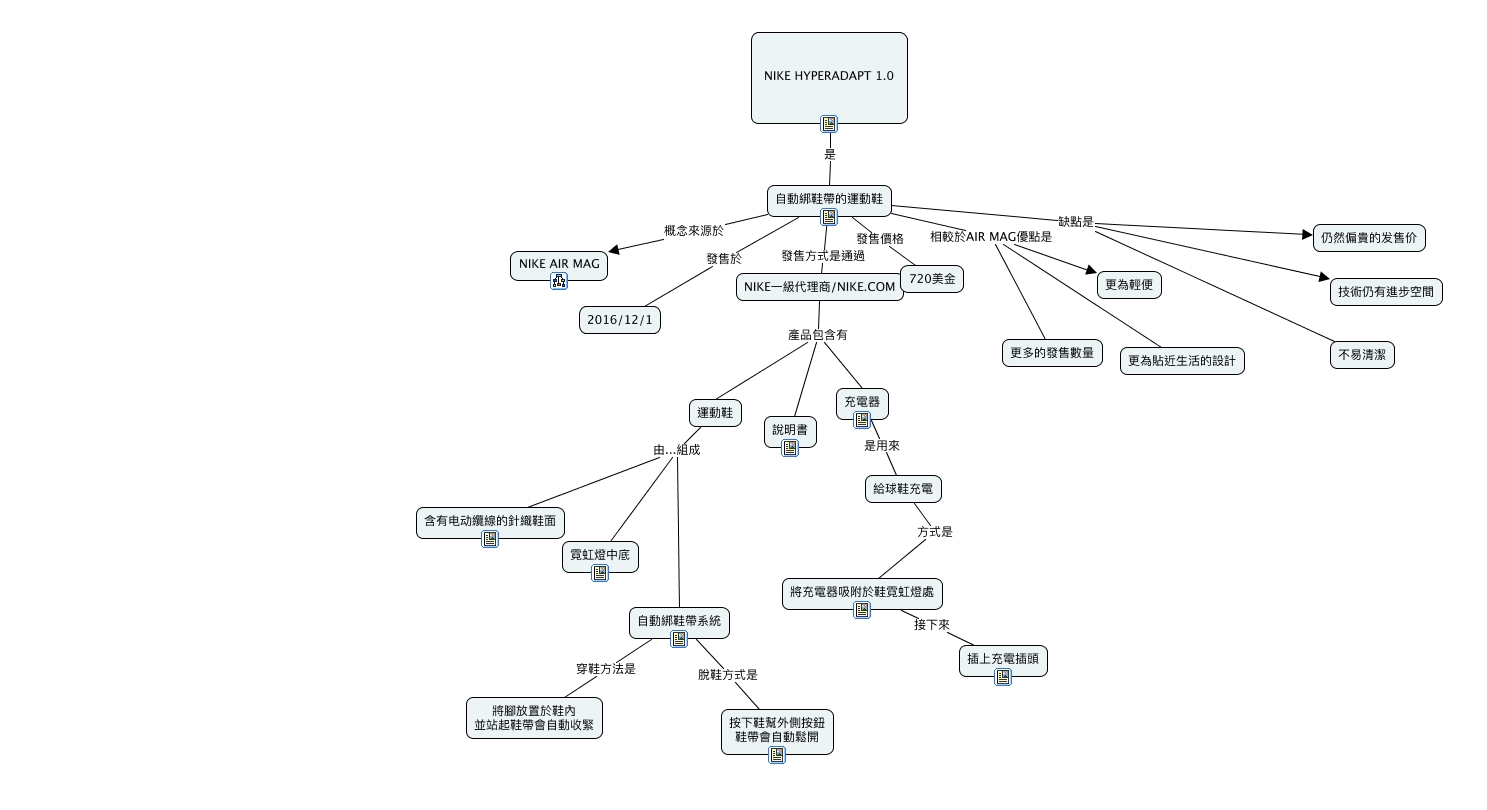 NIKE HYPERADAPT 1.0
是
自動綁鞋帶的運動鞋
概念來源於
發售於
發售方式是通過
發售價格
相較於AIR MAG優點是
缺點是
NIKE AIR MAG
2016/12/1
NIKE一級代理商/NIKE.COM
720美金
更為輕便
更多的發售數量
更為貼近生活的設計
仍然偏貴的发售价
技術仍有進步空間
不易清潔
產品包含有
運動鞋
說明書
充電器
由...組成
是用來
給球鞋充電
含有电动纜線的針織鞋面
霓虹燈中底
方式是
將充電器吸附於鞋霓虹燈處
自動綁鞋帶系統
接下來
插上充電插頭
穿鞋方法是
脫鞋方式是
將腳放置於鞋內
並站起鞋帶會自動收緊
按下鞋幫外側按鈕
鞋帶會自動鬆開